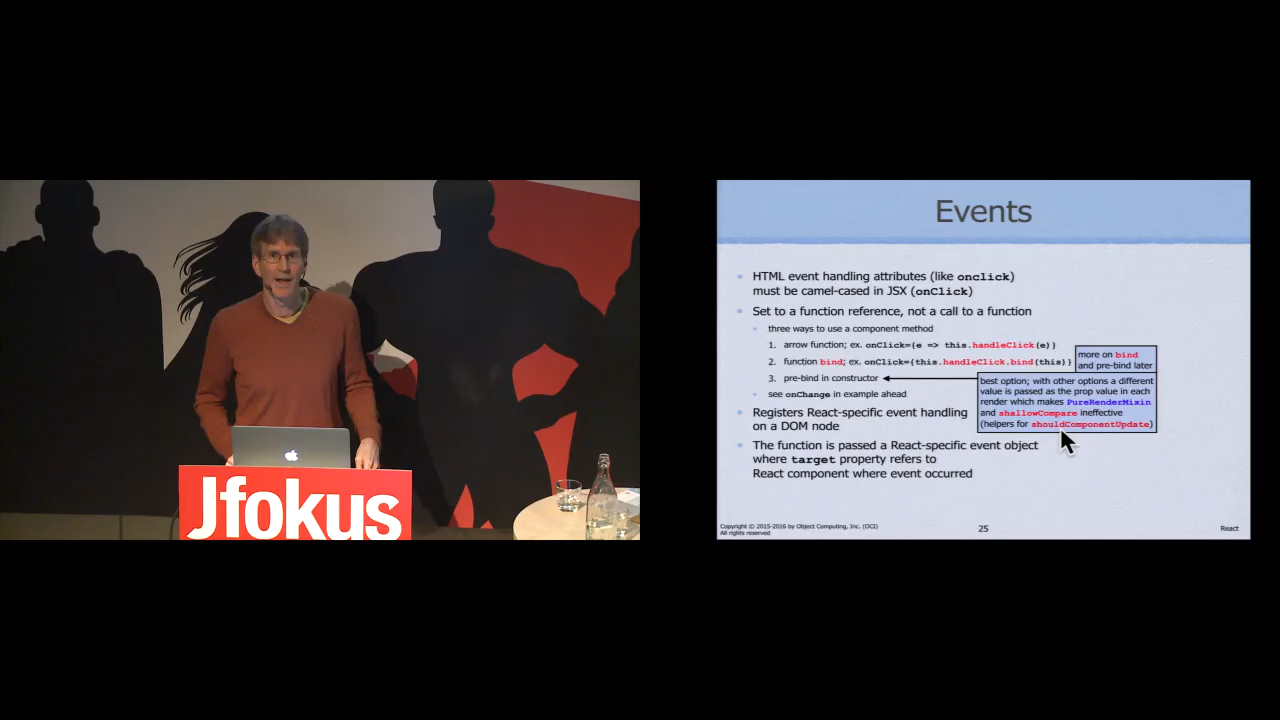 Jfokus
Events
HTML event handling attributes (like onclick)
must be camel-cased in JSX (onClick)
Set to a function reference, not a call to a function
three ways to use a component method
1. arrow function; ex. onClick={e => this.handleClick(e)}
2. function bind; ex. onClick={this.handleClick.bind(this)}
3. pre-bind in constructor
see onChange in example ahead
more on bind
and pre-bind later
best option; with other options a different
value is passed as the prop value in each
render which makes PureRenderMixin
and shallowCompare ineffective
(helpers for shouldComponentUpdate)
Registers React-specific event handling
on a DOM node
The function is passed a React-specific event object
where target property refers to
React component where event occurred
Copyright © 2015-2016 by Object Computing, Inc. (OCI)
All rights reserved
25
React